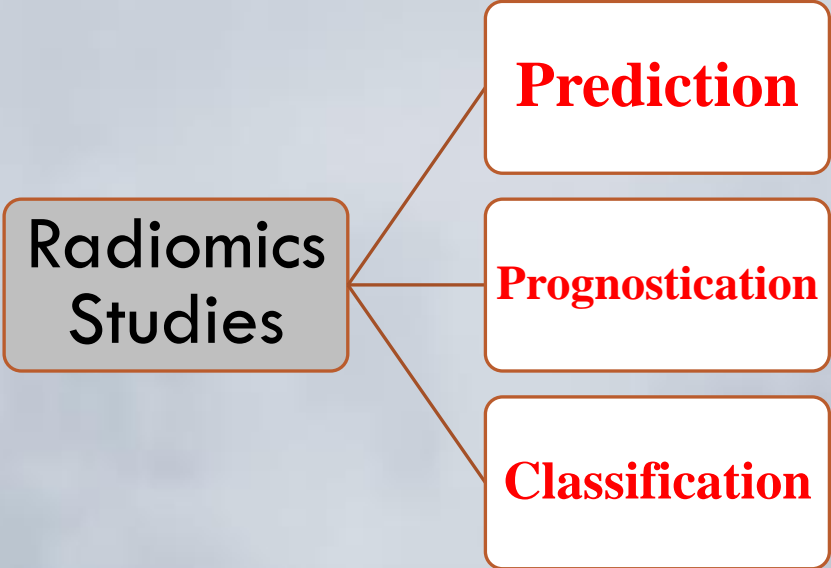 Radiomics
Studies
Prediction
Prognostication
Classification